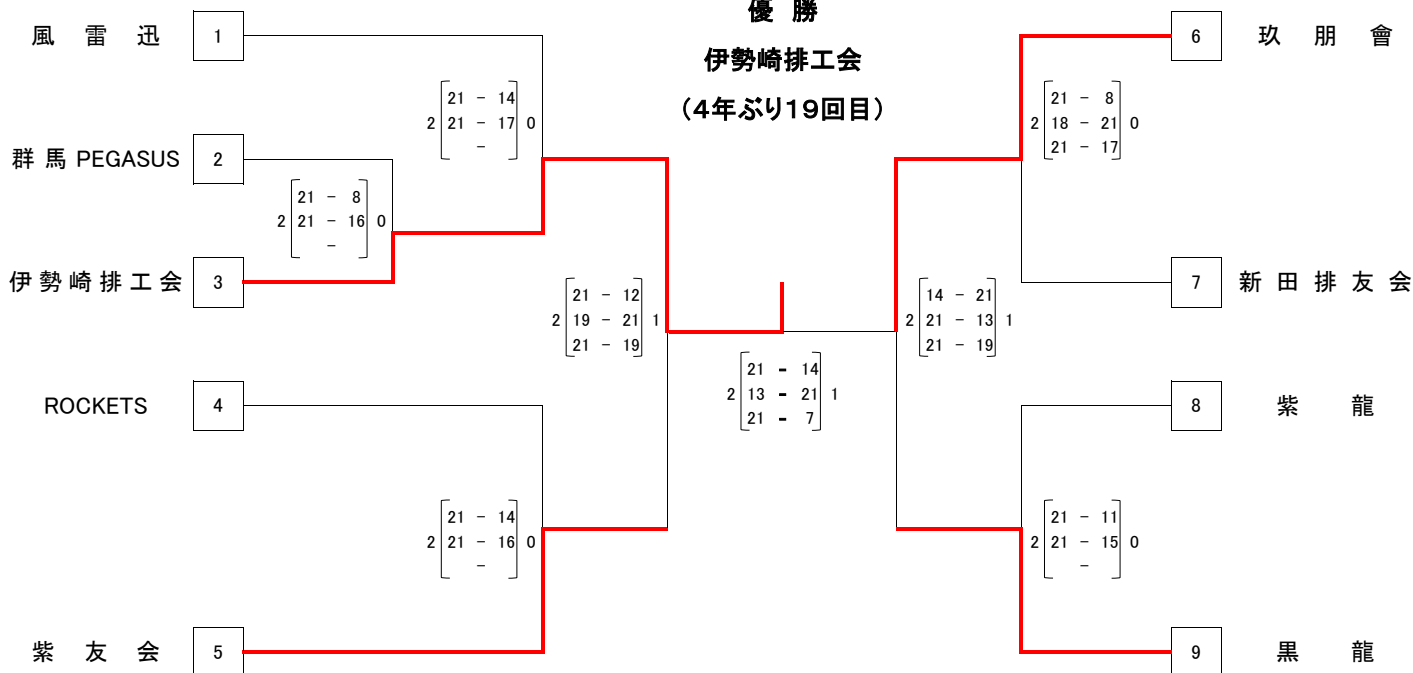 優 勝
伊勢崎排工会
（4年ぶり19回目）
風 雷 迅 1
21 - 14
2 21 - 17 0
-
群 馬 PEGASUS 2
21 - 8
2 21 - 16 0
-
伊 勢 崎 排 工 会 3
21 - 12
2 19 - 21 1
21 - 19
ROCKETS 4
21 - 14
2 21 - 16 0
-
紫 友 会 5
21 - 14
2 13 - 21 1
21 - 7
6 玖 朋 會
21 - 8
2 18 - 21 0
21 - 17
7 新 田 排 友 会
14 - 21
2 21 - 13 1
21 - 19
8 紫 龍
21 - 11
2 21 - 15 0
-
9 黒 龍